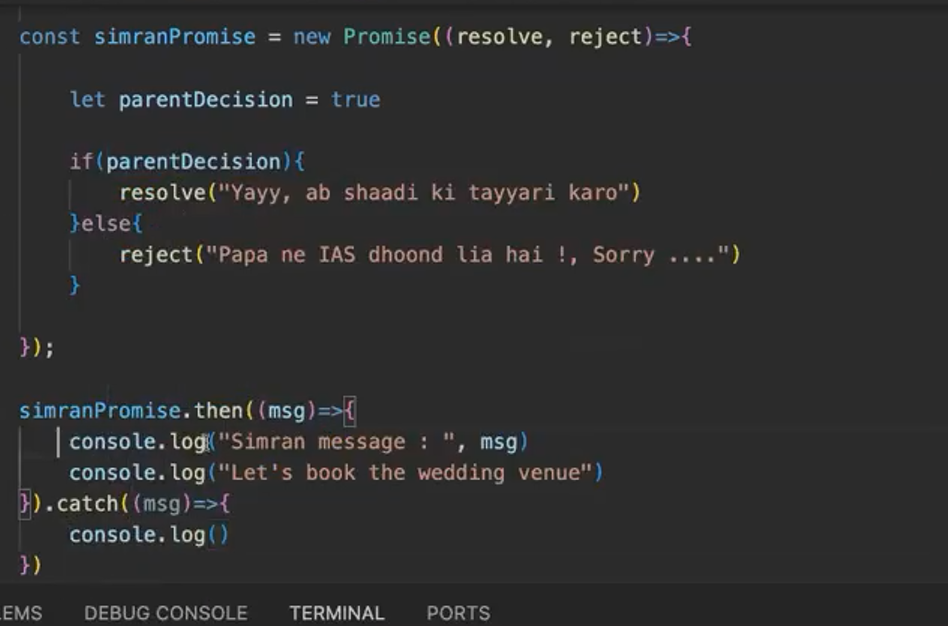 const simranPromise = new Promise((resolve, reject)=>{
let parentDecision = true
if(parentDecision){
resolve("Yayy, ab shaadi ki tayyari karo")
}else{
reject("Papa ne IAS dhoond lia hai !, Sorry ....")
}
});
simranPromise.then((msg)=>{
console.log("Simran message : ", msg)
console.log("Let's book the wedding venue")
}).catch((msg)=>{
console.log()
})
EMS DEBUG CONSOLE TERMINAL PORTS